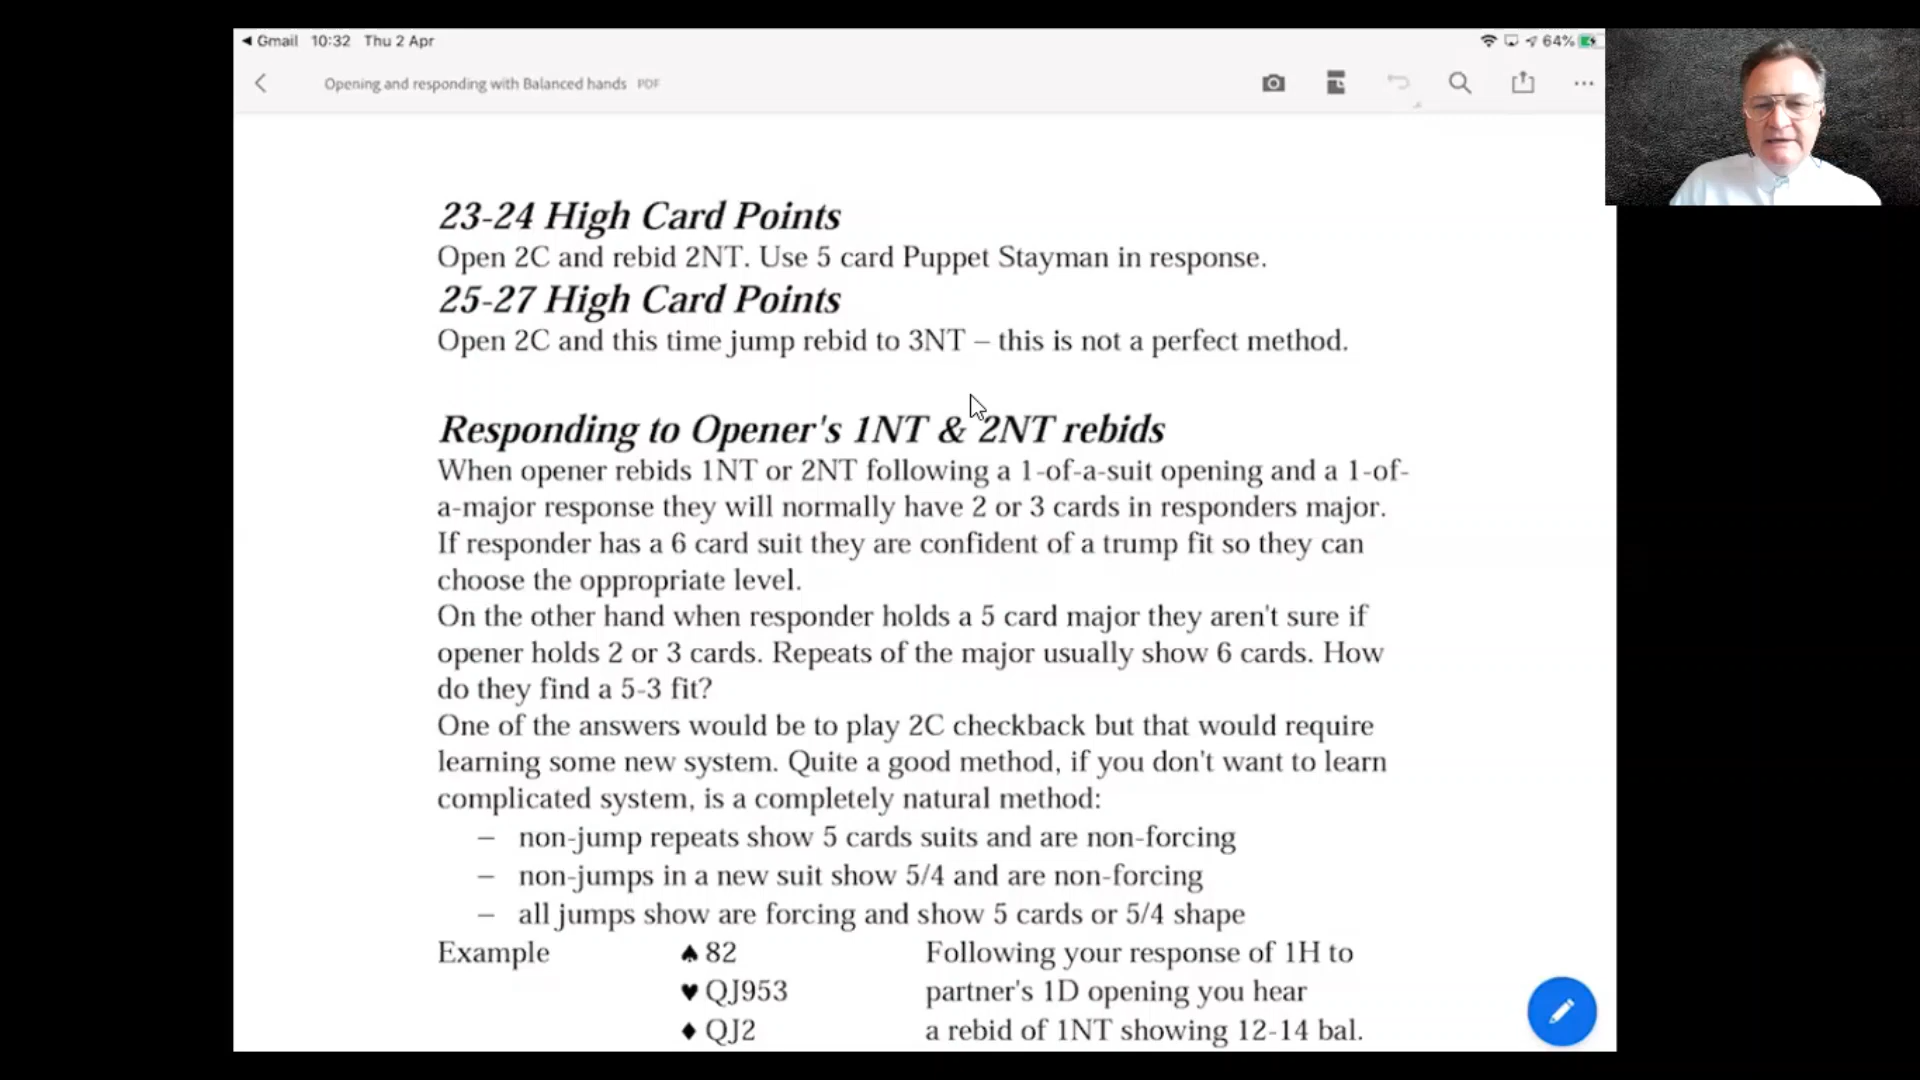 ◀ Gmail 10:32 Thu 2 Apr 64%
Opening and responding with Balanced hands PDF
23-24 High Card Points
Open 2C and rebid 2NT. Use 5 card Puppet Stayman in response.
25-27 High Card Points
Open 2C and this time jump rebid to 3NT – this is not a perfect method.
Responding to Opener's 1NT & 2NT rebids
When opener rebids 1NT or 2NT following a 1-of-a-suit opening and a 1-of-
a-major response they will normally have 2 or 3 cards in responders major.
If responder has a 6 card suit they are confident of a trump fit so they can
choose the oppropriate level.
On the other hand when responder holds a 5 card major they aren't sure if
opener holds 2 or 3 cards. Repeats of the major usually show 6 cards. How
do they find a 5-3 fit?
One of the answers would be to play 2C checkback but that would require
learning some new system. Quite a good method, if you don't want to learn
complicated system, is a completely natural method:
– non-jump repeats show 5 cards suits and are non-forcing
– non-jumps in a new suit show 5/4 and are non-forcing
– all jumps show are forcing and show 5 cards or 5/4 shape
Example ♠ 82 Following your response of 1H to
♥ QJ953 partner's 1D opening you hear
♦ QJ2 a rebid of 1NT showing 12-14 bal.